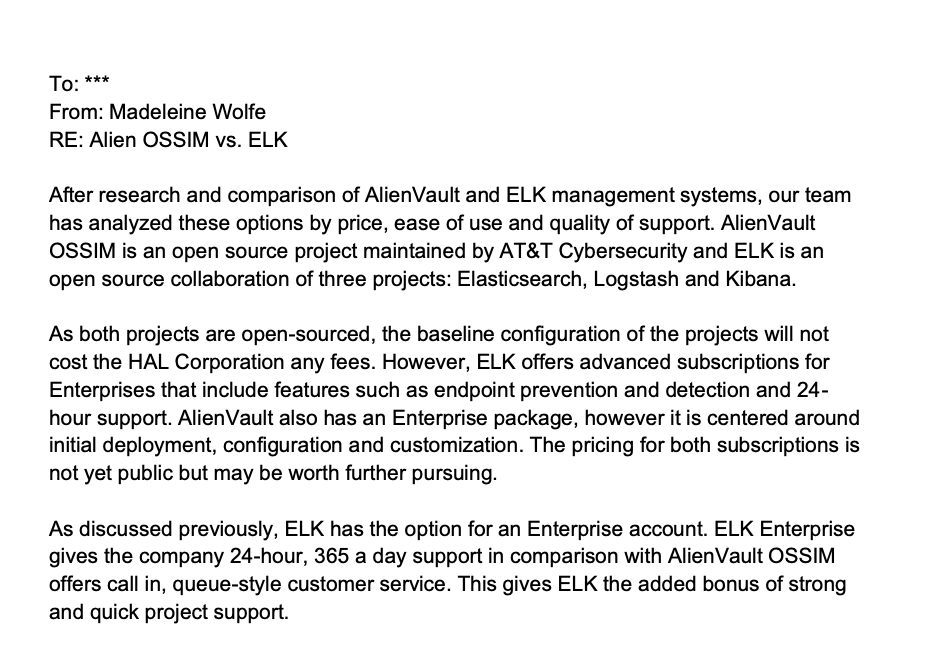 To: ***
From: Madeleine Wolfe
RE: Alien OSSIM vs. ELK
After research and comparison of AlienVault and ELK management systems, our team
has analyzed these options by price, ease of use and quality of support. AlienVault
OSSIM is an open source project maintained by AT&T Cybersecurity and ELK is an
open source collaboration of three projects: Elasticsearch, Logstash and Kibana.
As both projects are open-sourced, the baseline configuration of the projects will not
cost the HAL Corporation any fees. However, ELK offers advanced subscriptions for
Enterprises that include features such as endpoint prevention and detection and 24-
hour support. AlienVault also has an Enterprise package, however it is centered around
initial deployment, configuration and customization. The pricing for both subscriptions is
not yet public but may be worth further pursuing.
As discussed previously, ELK has the option for an Enterprise account. ELK Enterprise
gives the company 24-hour, 365 a day support in comparison with AlienVault OSSIM
offers call in, queue-style customer service. This gives ELK the added bonus of strong
and quick project support.